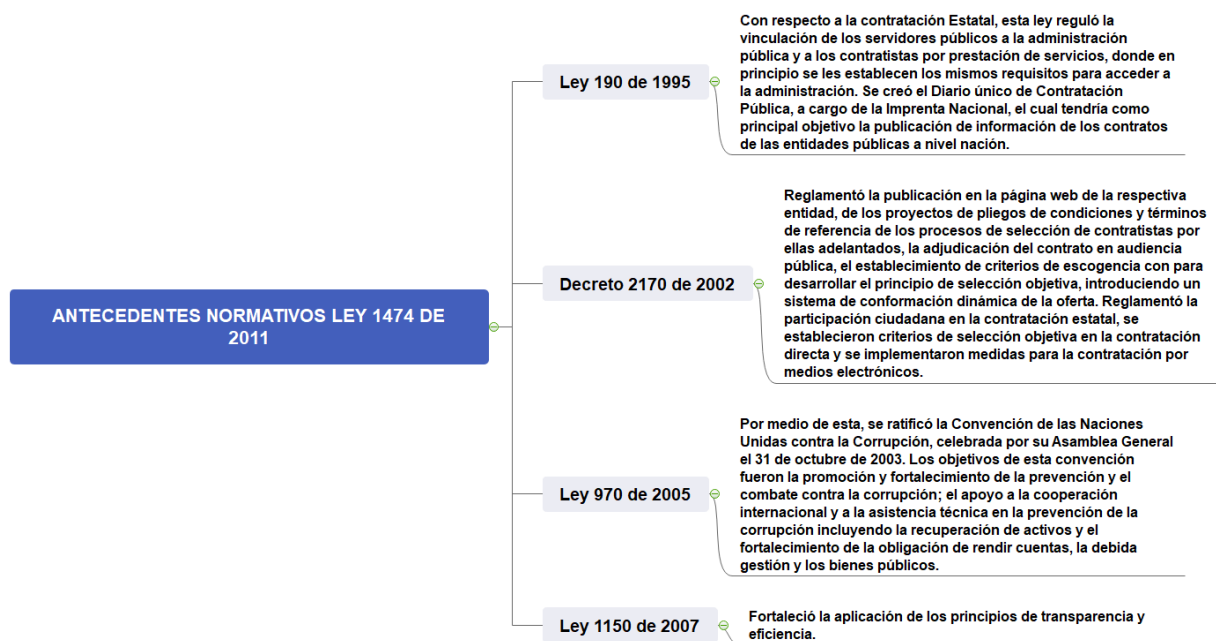 ANTECEDENTES NORMATIVOS LEY 1474 DE
2011
Ley 190 de 1995
Con respecto a la contratación Estatal, esta ley reguló la
vinculación de los servidores públicos a la administración
pública y a los contratistas por prestación de servicios, donde en
principio se les establecen los mismos requisitos para acceder a
la administración. Se creó el Diario único de Contratación
Pública, a cargo de la Imprenta Nacional, el cual tendría como
principal objetivo la publicación de información de los contratos
de las entidades públicas a nivel nación.
Decreto 2170 de 2002
Reglamentó la publicación en la página web de la respectiva
entidad, de los proyectos de pliegos de condiciones y términos
de referencia de los procesos de selección de contratistas por
ellas adelantados, la adjudicación del contrato en audiencia
pública, el establecimiento de criterios de escogencia con para
desarrollar el principio de selección objetiva, introduciendo un
sistema de conformación dinámica de la oferta. Reglamentó la
participación ciudadana en la contratación estatal, se
establecieron criterios de selección objetiva en la contratación
directa y se implementaron medidas para la contratación por
medios electrónicos.
Ley 970 de 2005
Por medio de esta, se ratificó la Convención de las Naciones
Unidas contra la Corrupción, celebrada por su Asamblea General
el 31 de octubre de 2003. Los objetivos de esta convención
fueron la promoción y fortalecimiento de la prevención y el
combate contra la corrupción; el apoyo a la cooperación
internacional y a la asistencia técnica en la prevención de la
corrupción incluyendo la recuperación de activos y el
fortalecimiento de la obligación de rendir cuentas, la debida
gestión y los bienes públicos.
Ley 1150 de 2007
Fortaleció la aplicación de los principios de transparencia y
eficiencia.